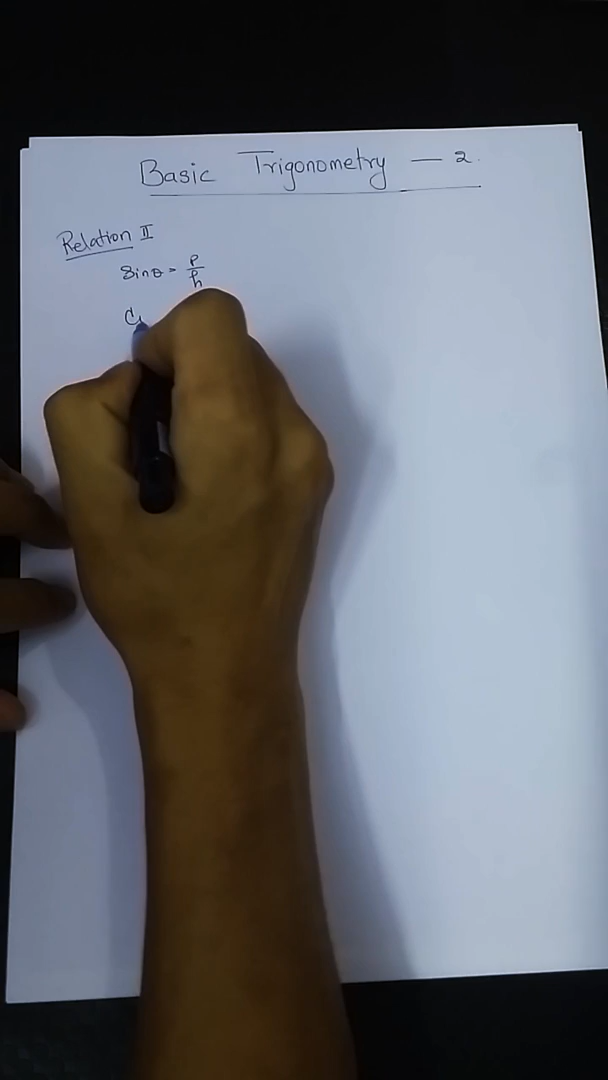 Basic Trigonometry — 2.
Relation II
Sinθ = p/h